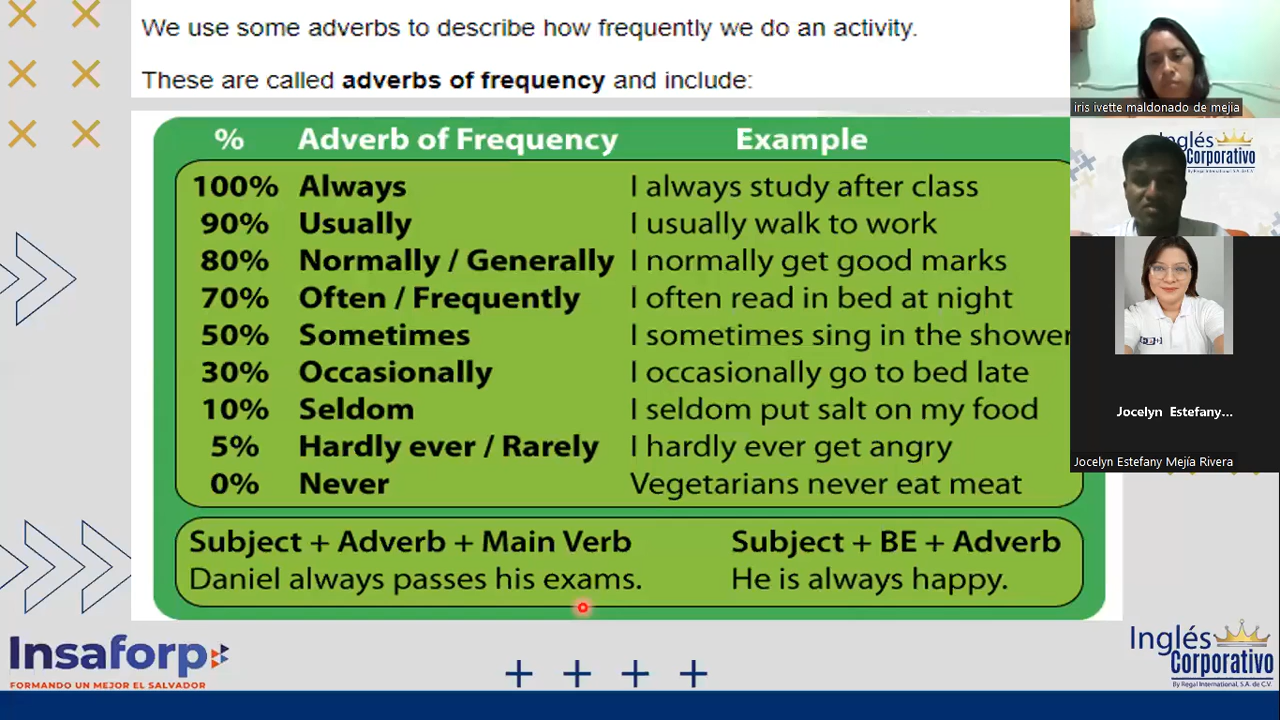 We use some adverbs to describe how frequently we do an activity.
These are called adverbs of frequency and include:
% Adverb of Frequency Example
100% Always I always study after class
90% Usually I usually walk to work
80% Normally / Generally I normally get good marks
70% Often / Frequently I often read in bed at night
50% Sometimes I sometimes sing in the shower
30% Occasionally I occasionally go to bed late
10% Seldom I seldom put salt on my food
5% Hardly ever / Rarely I hardly ever get angry
0% Never Vegetarians never eat meat
Subject + Adverb + Main Verb Subject + BE + Adverb
Daniel always passes his exams. He is always happy.
Insaforp
FORMANDO UN MEJOR EL SALVADOR
Inglés
Corporativo
By Regal International, S.A. de C.V.
iris ivette maldonado de mejia
Inglés
Corporativo
By Regal International, S.A. de C.V.
Jocelyn Estefany...
Jocelyn Estefany Mejía Rivera